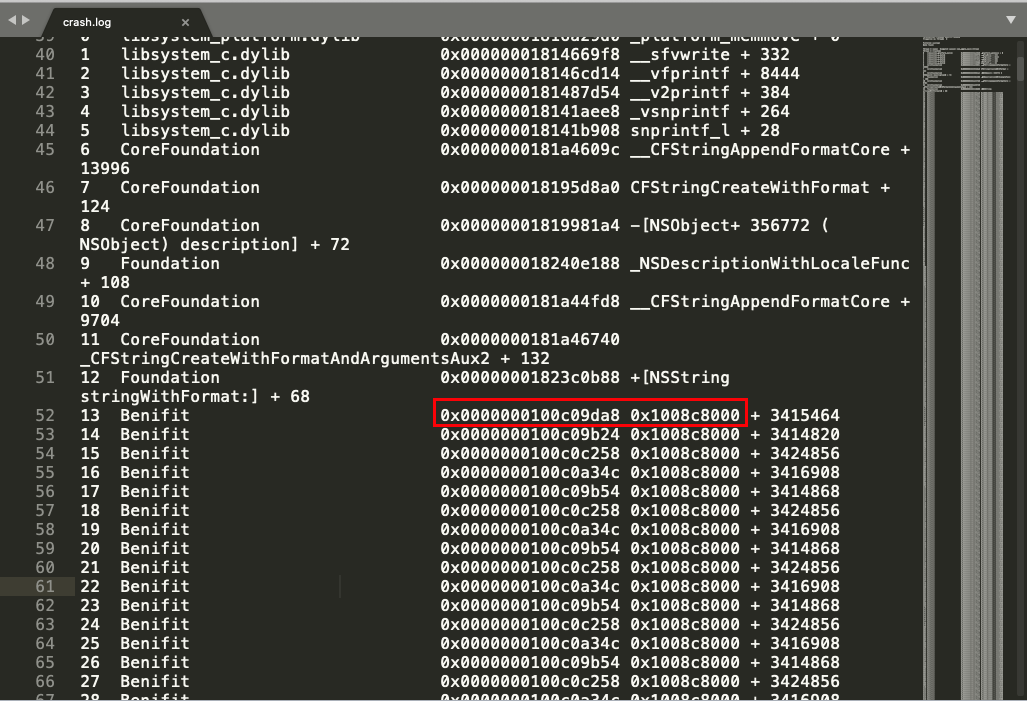 crash.log
39 0 libsystem_platform.dylib _platform_memmove + 0
40 1 libsystem_c.dylib 0x00000001814669f8 __sfvwrite + 332
41 2 libsystem_c.dylib 0x000000018146cd14 __vfprintf + 8444
42 3 libsystem_c.dylib 0x0000000181487d54 __v2printf + 384
43 4 libsystem_c.dylib 0x000000018141aee8 _vsnprintf + 264
44 5 libsystem_c.dylib 0x000000018141b908 snprintf_l + 28
45 6 CoreFoundation 0x0000000181a4609c __CFStringAppendFormatCore +
13996
46 7 CoreFoundation 0x000000018195d8a0 CFStringCreateWithFormat +
124
47 8 CoreFoundation 0x00000001819981a4 -[NSObject+ 356772 (
NSObject) description] + 72
48 9 Foundation 0x000000018240e188 _NSDescriptionWithLocaleFunc
+ 108
49 10 CoreFoundation 0x0000000181a44fd8 __CFStringAppendFormatCore +
9704
50 11 CoreFoundation 0x0000000181a46740
_CFStringCreateWithFormatAndArgumentsAux2 + 132
51 12 Foundation 0x00000001823c0b88 +[NSString
stringWithFormat:] + 68
52 13 Benifit 0x0000000100c09da8 0x1008c8000 + 3415464
53 14 Benifit 0x0000000100c09b24 0x1008c8000 + 3414820
54 15 Benifit 0x0000000100c0c258 0x1008c8000 + 3424856
55 16 Benifit 0x0000000100c0a34c 0x1008c8000 + 3416908
56 17 Benifit 0x0000000100c09b54 0x1008c8000 + 3414868
57 18 Benifit 0x0000000100c0c258 0x1008c8000 + 3424856
58 19 Benifit 0x0000000100c0a34c 0x1008c8000 + 3416908
59 20 Benifit 0x0000000100c09b54 0x1008c8000 + 3414868
60 21 Benifit 0x0000000100c0c258 0x1008c8000 + 3424856
61 22 Benifit 0x0000000100c0a34c 0x1008c8000 + 3416908
62 23 Benifit 0x0000000100c09b54 0x1008c8000 + 3414868
63 24 Benifit 0x0000000100c0c258 0x1008c8000 + 3424856
64 25 Benifit 0x0000000100c0a34c 0x1008c8000 + 3416908
65 26 Benifit 0x0000000100c09b54 0x1008c8000 + 3414868
66 27 Benifit 0x0000000100c0c258 0x1008c8000 + 3424856
67 28 Benifit 0x0000000100c0a34c 0x1008c8000 + 3416908